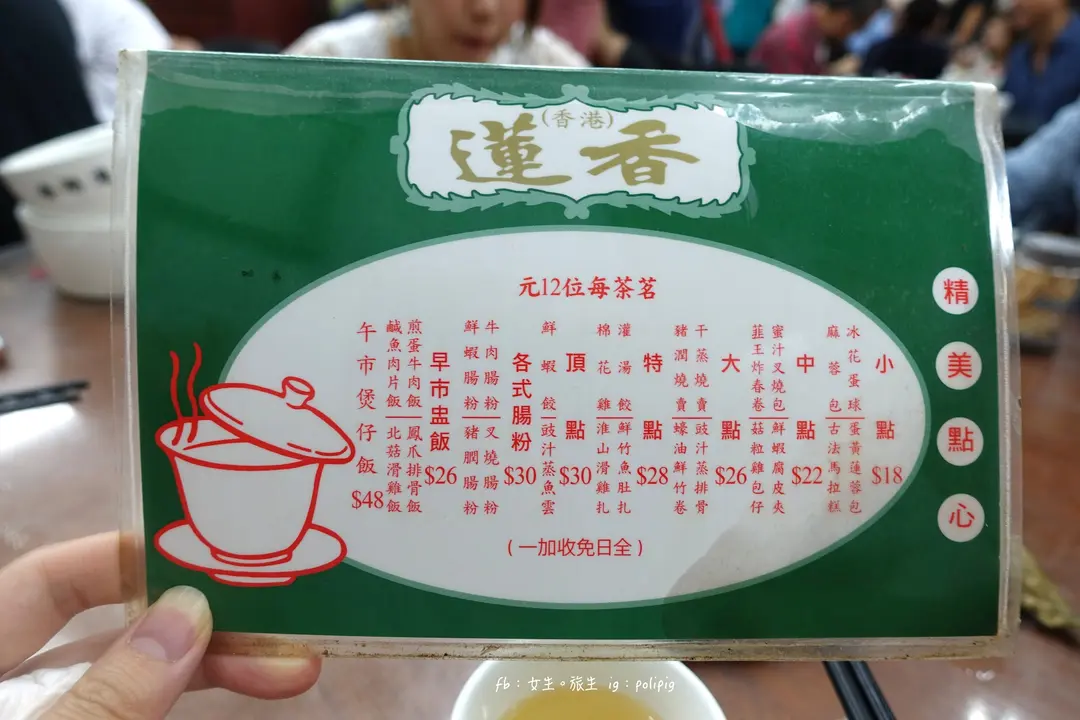 (香港)
蓮香
精美點心
茗茶每位12元
小點 $18
冰花蛋球 蛋黃蓮蓉包
麻蓉包 古法馬拉糕
中點 $22
蜜汁叉燒包 鮮蝦腐皮夾
韮王炸春卷 菇粒雞包仔
大點 $26
干蒸燒賣 豉汁蒸排骨
豬潤燒賣 蠔油鮮竹卷
特點 $28
灌湯餃 鮮竹魚肚扎
棉花雞 淮山滑雞扎
頂點 $30
鮮蝦餃 豉汁蒸魚雲
各式腸粉 $30
牛肉腸粉 叉燒腸粉
鮮蝦腸粉 豬膶腸粉
早市盅飯 $26
煎蛋牛肉飯 鳳爪排骨飯
鹹魚肉片飯 北菇滑雞飯
午市煲仔飯 $48
(全日免收加一)
fb：女生。旅生 ig：polipig